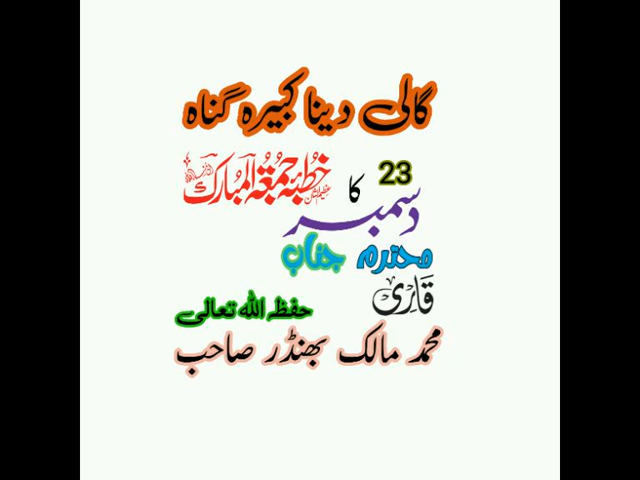 گالی دینا کبیرہ گناہ
23 دسمبر کا خطبہ جمعۃ المبارک
محترم جناب
قاری
حفظہ اللہ تعالی
محمد مالک بھنڈر صاحب